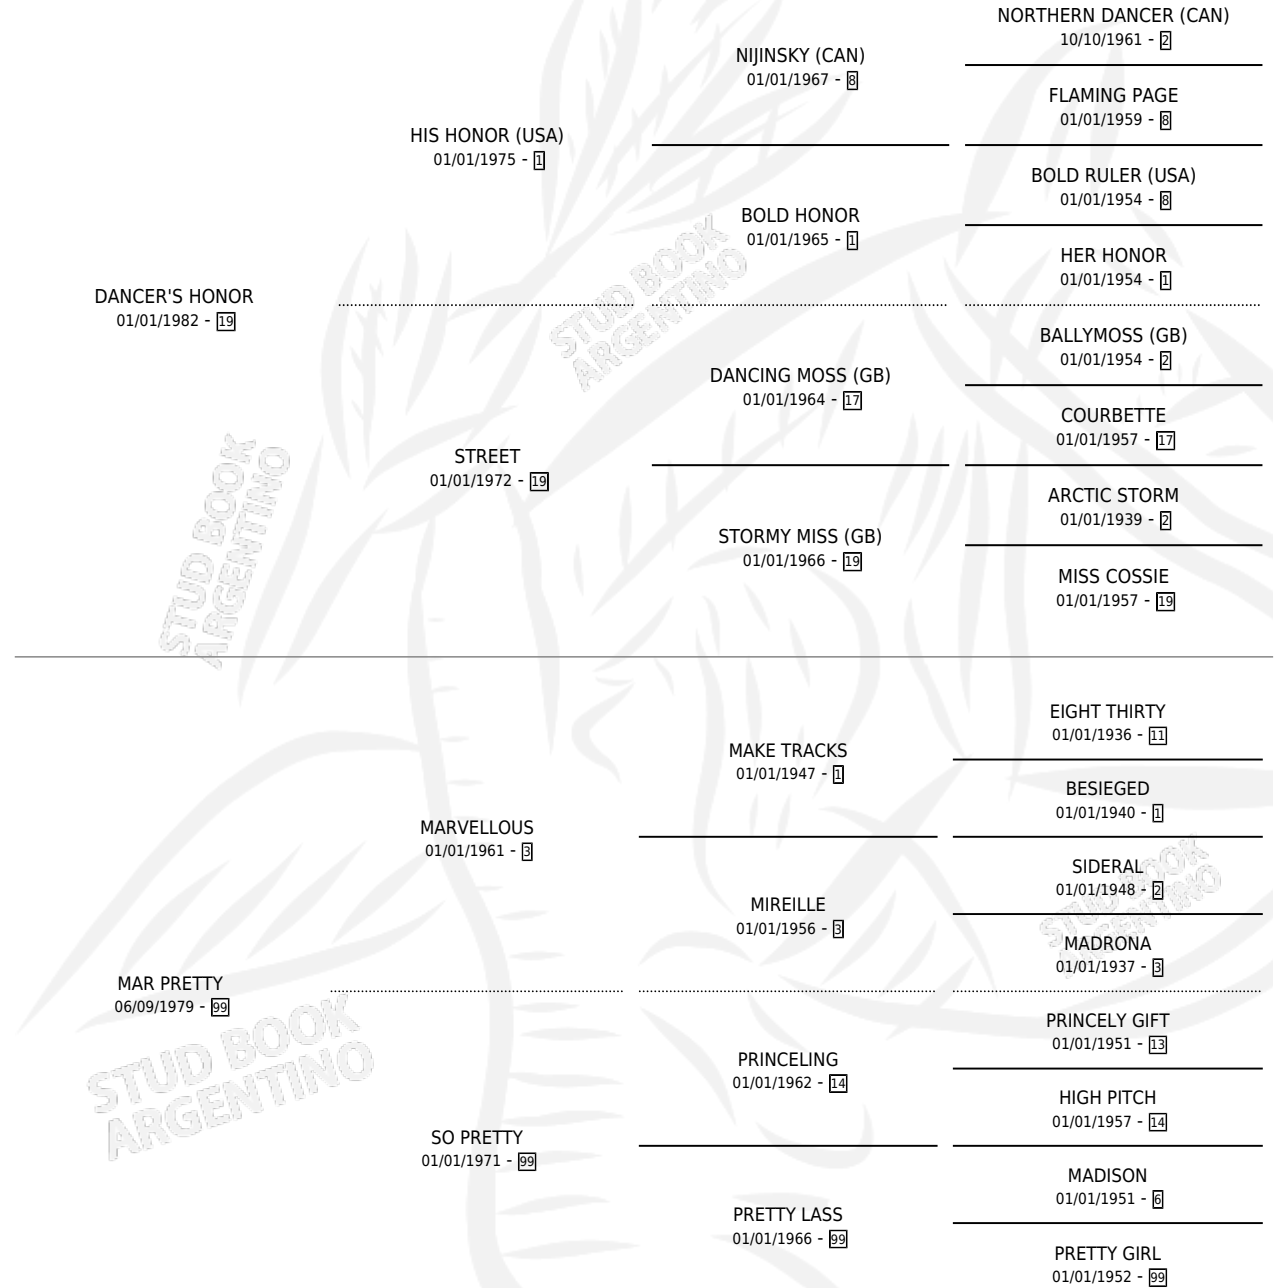 NORTHERN DANCER (CAN)
10/10/1961 - 2
NIJINSKY (CAN)
01/01/1967 - 8
FLAMING PAGE
01/01/1959 - 8
HIS HONOR (USA)
01/01/1975 - 1
BOLD RULER (USA)
01/01/1954 - 8
BOLD HONOR
01/01/1965 - 1
HER HONOR
01/01/1954 - 1
DANCER'S HONOR
01/01/1982 - 19
BALLYMOSS (GB)
01/01/1954 - 2
DANCING MOSS (GB)
01/01/1964 - 17
COURBETTE
01/01/1957 - 17
STREET
01/01/1972 - 19
ARCTIC STORM
01/01/1939 - 2
STORMY MISS (GB)
01/01/1966 - 19
MISS COSSIE
01/01/1957 - 19
EIGHT THIRTY
01/01/1936 - 11
MAKE TRACKS
01/01/1947 - 1
BESIEGED
01/01/1940 - 1
MARVELLOUS
01/01/1961 - 3
SIDERAL
01/01/1948 - 2
MIREILLE
01/01/1956 - 3
MADRONA
01/01/1937 - 3
MAR PRETTY
06/09/1979 - 99
PRINCELY GIFT
01/01/1951 - 13
PRINCELING
01/01/1962 - 14
HIGH PITCH
01/01/1957 - 14
SO PRETTY
01/01/1971 - 99
MADISON
01/01/1951 - 6
PRETTY LASS
01/01/1966 - 99
PRETTY GIRL
01/01/1952 - 99
STUD BOOK
ARGENTINO
STUD BOOK
ARGENTINO
STUD BOOK
ARGENTINO
STUD BOOK
ARGENTINO